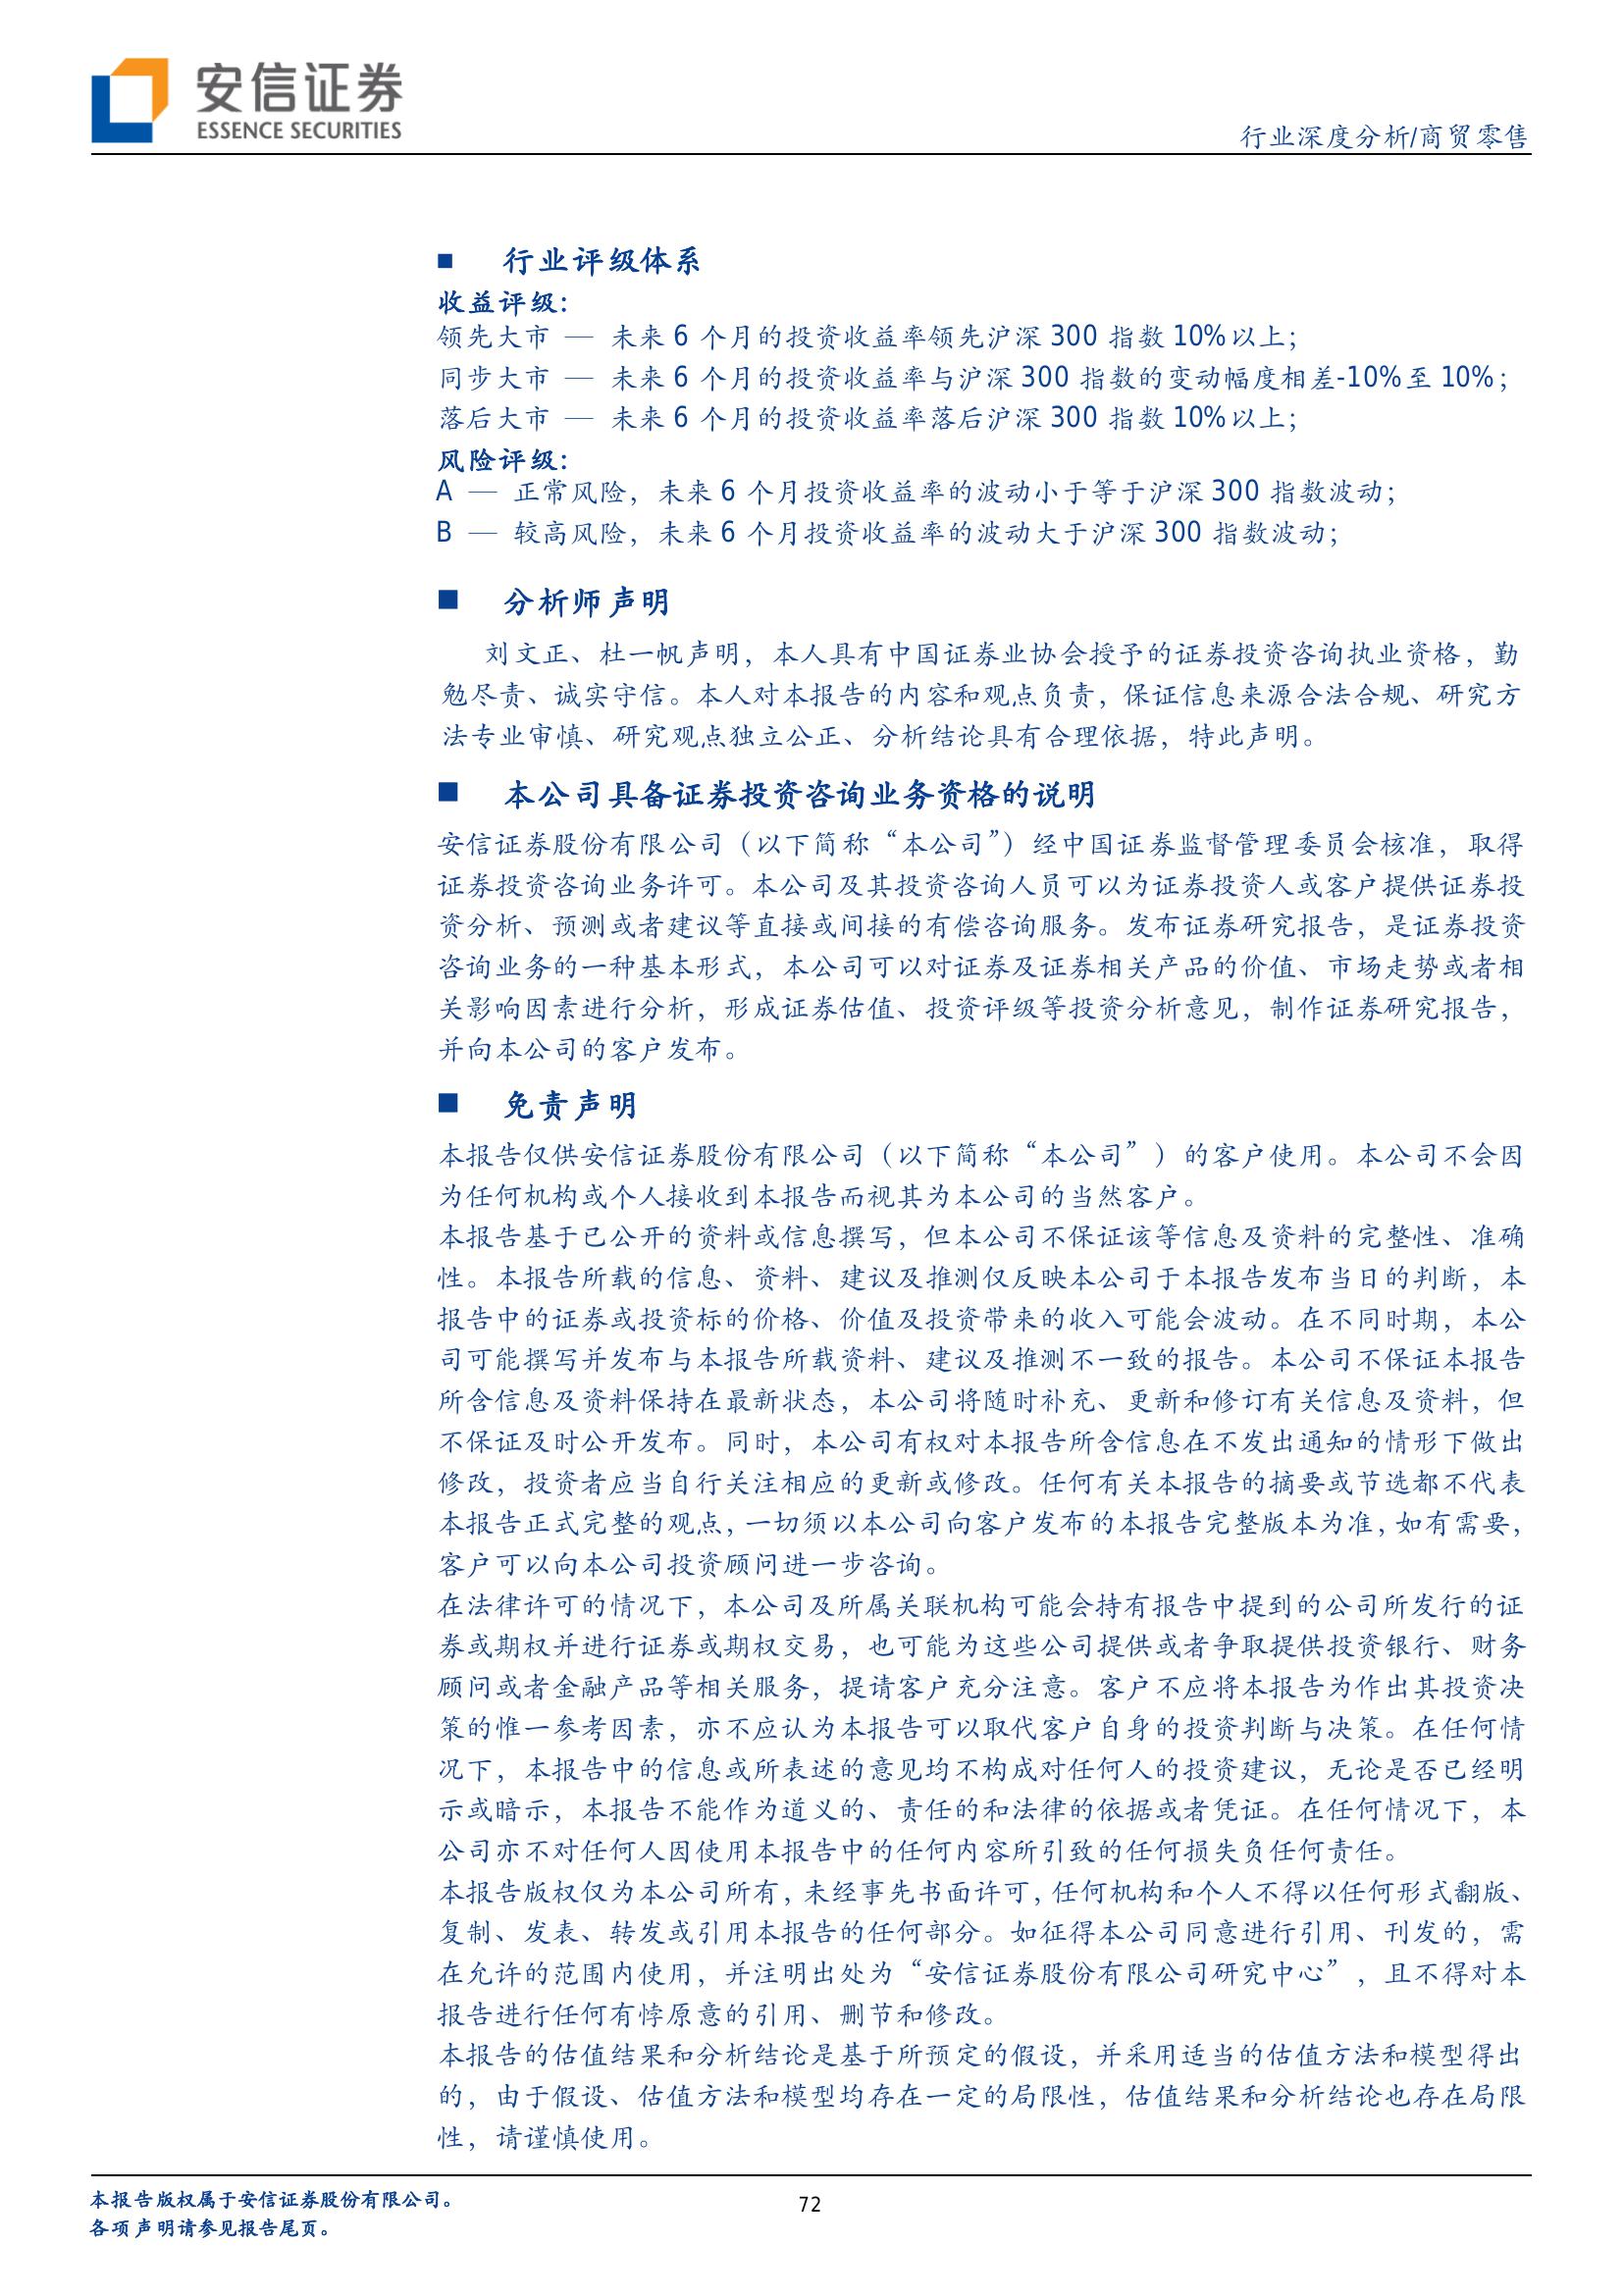 安信证券
ESSENCE SECURITIES
行业深度分析/商贸零售
■ 行业评级体系
收益评级：
领先大市 — 未来 6 个月的投资收益率领先沪深 300 指数 10%以上；
同步大市 — 未来 6 个月的投资收益率与沪深 300 指数的变动幅度相差-10%至 10%；
落后大市 — 未来 6 个月的投资收益率落后沪深 300 指数 10%以上；
风险评级：
A — 正常风险，未来 6 个月投资收益率的波动小于等于沪深 300 指数波动；
B — 较高风险，未来 6 个月投资收益率的波动大于沪深 300 指数波动；
■ 分析师声明
刘文正、杜一帆声明，本人具有中国证券业协会授予的证券投资咨询执业资格，勤
勉尽责、诚实守信。本人对本报告的内容和观点负责，保证信息来源合法合规、研究方
法专业审慎、研究观点独立公正、分析结论具有合理依据，特此声明。
■ 本公司具备证券投资咨询业务资格的说明
安信证券股份有限公司（以下简称“本公司”）经中国证券监督管理委员会核准，取得
证券投资咨询业务许可。本公司及其投资咨询人员可以为证券投资人或客户提供证券投
资分析、预测或者建议等直接或间接的有偿咨询服务。发布证券研究报告，是证券投资
咨询业务的一种基本形式，本公司可以对证券及证券相关产品的价值、市场走势或者相
关影响因素进行分析，形成证券估值、投资评级等投资分析意见，制作证券研究报告，
并向本公司的客户发布。
■ 免责声明
本报告仅供安信证券股份有限公司（以下简称“本公司”）的客户使用。本公司不会因
为任何机构或个人接收到本报告而视其为本公司的当然客户。
本报告基于已公开的资料或信息撰写，但本公司不保证该等信息及资料的完整性、准确
性。本报告所载的信息、资料、建议及推测仅反映本公司于本报告发布当日的判断，本
报告中的证券或投资标的价格、价值及投资带来的收入可能会波动。在不同时期，本公
司可能撰写并发布与本报告所载资料、建议及推测不一致的报告。本公司不保证本报告
所含信息及资料保持在最新状态，本公司将随时补充、更新和修订有关信息及资料，但
不保证及时公开发布。同时，本公司有权对本报告所含信息在不发出通知的情形下做出
修改，投资者应当自行关注相应的更新或修改。任何有关本报告的摘要或节选都不代表
本报告正式完整的观点，一切须以本公司向客户发布的本报告完整版本为准，如有需要，
客户可以向本公司投资顾问进一步咨询。
在法律许可的情况下，本公司及所属关联机构可能会持有报告中提到的公司所发行的证
券或期权并进行证券或期权交易，也可能为这些公司提供或者争取提供投资银行、财务
顾问或者金融产品等相关服务，提请客户充分注意。客户不应将本报告为作出其投资决
策的惟一参考因素，亦不应认为本报告可以取代客户自身的投资判断与决策。在任何情
况下，本报告中的信息或所表述的意见均不构成对任何人的投资建议，无论是否已经明
示或暗示，本报告不能作为道义的、责任的和法律的依据或者凭证。在任何情况下，本
公司亦不对任何人因使用本报告中的任何内容所引致的任何损失负任何责任。
本报告版权仅为本公司所有，未经事先书面许可，任何机构和个人不得以任何形式翻版、
复制、发表、转发或引用本报告的任何部分。如征得本公司同意进行引用、刊发的，需
在允许的范围内使用，并注明出处为“安信证券股份有限公司研究中心”，且不得对本
报告进行任何有悖原意的引用、删节和修改。
本报告的估值结果和分析结论是基于所预定的假设，并采用适当的估值方法和模型得出
的，由于假设、估值方法和模型均存在一定的局限性，估值结果和分析结论也存在局限
性，请谨慎使用。
本报告版权属于安信证券股份有限公司。
72
各项声明请参见报告尾页。